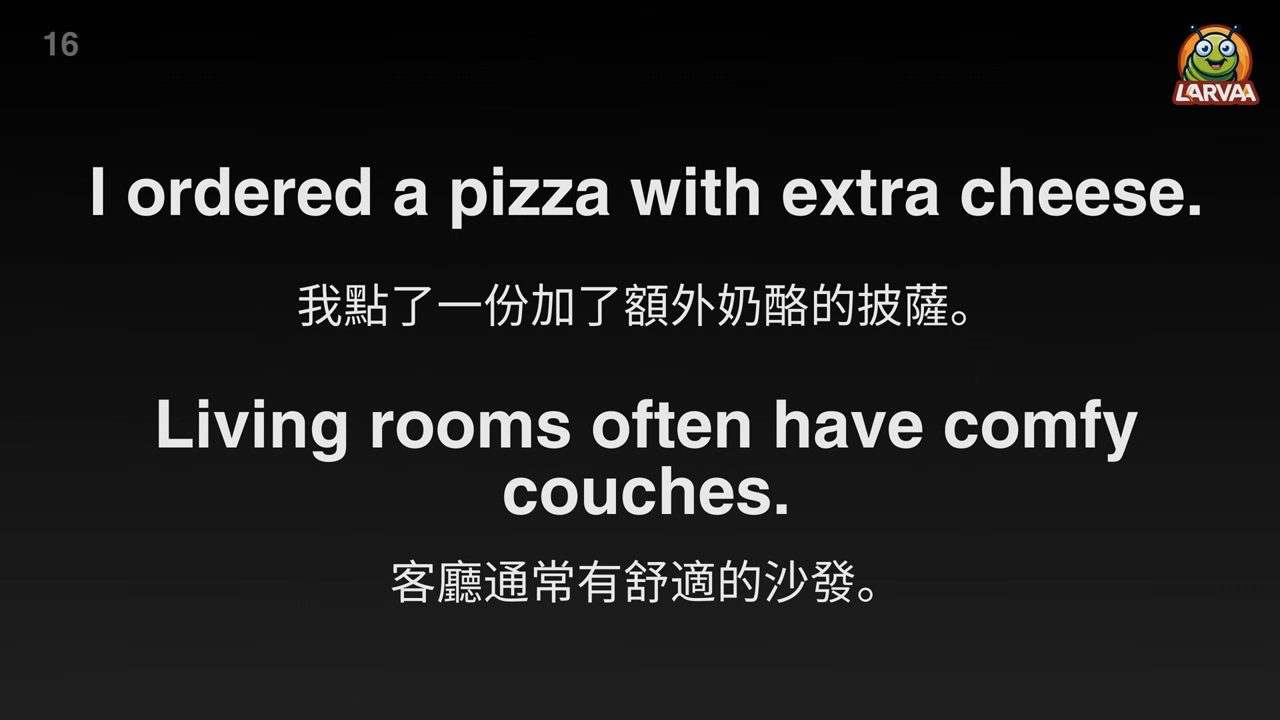 16
LARVAA
I ordered a pizza with extra cheese.
我點了一份加了額外奶酪的披薩。
Living rooms often have comfy
couches.
客廳通常有舒適的沙發。